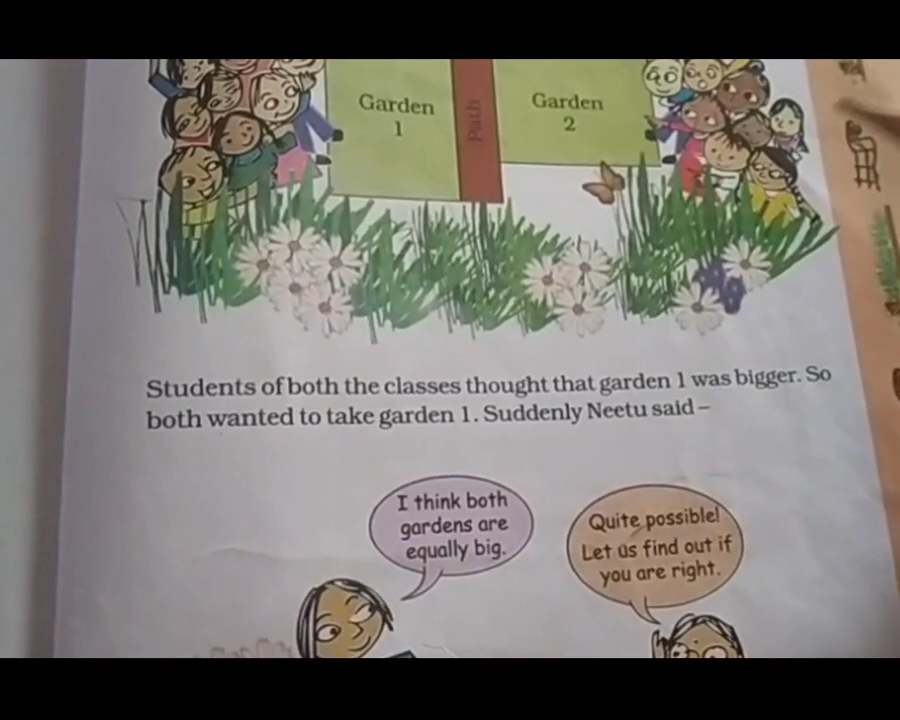 Garden
1
Path
Garden
2
Students of both the classes thought that garden 1 was bigger. So
both wanted to take garden 1. Suddenly Neetu said –
I think both
gardens are
equally big.
Quite possible!
Let us find out if
you are right.